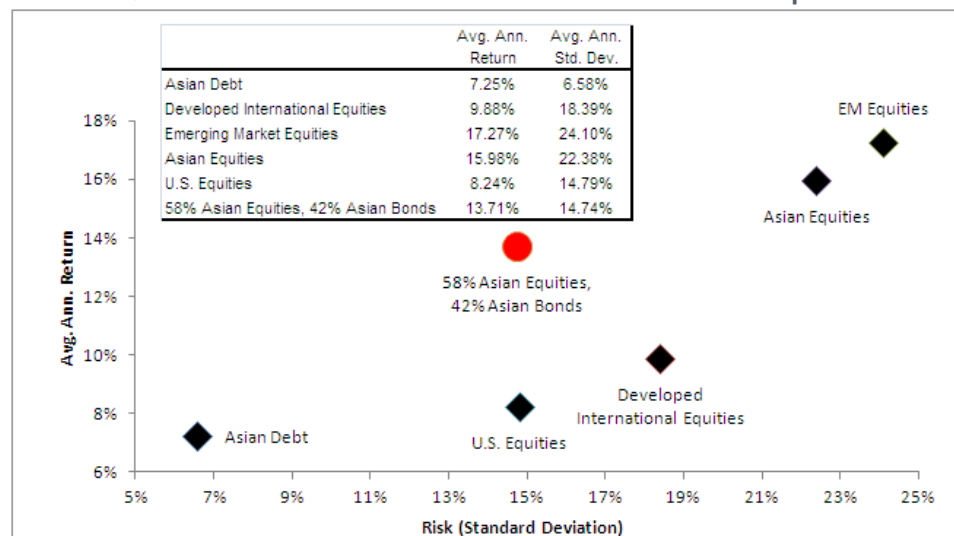 Avg. Ann. Avg. Ann.
Return Std. Dev.
Asian Debt 7.25% 6.58%
Developed International Equities 9.88% 18.39%
Emerging Market Equities 17.27% 24.10%
Asian Equities 15.98% 22.38%
U.S. Equities 8.24% 14.79%
58% Asian Equities, 42% Asian Bonds 13.71% 14.74%
EM Equities
Asian Equities
58% Asian Equities,
42% Asian Bonds
Developed
International Equities
U.S. Equities
Asian Debt
Avg. Ann. Return
18%
16%
14%
12%
10%
8%
6%
5% 7% 9% 11% 13% 15% 17% 19% 21% 23% 25%
Risk (Standard Deviation)